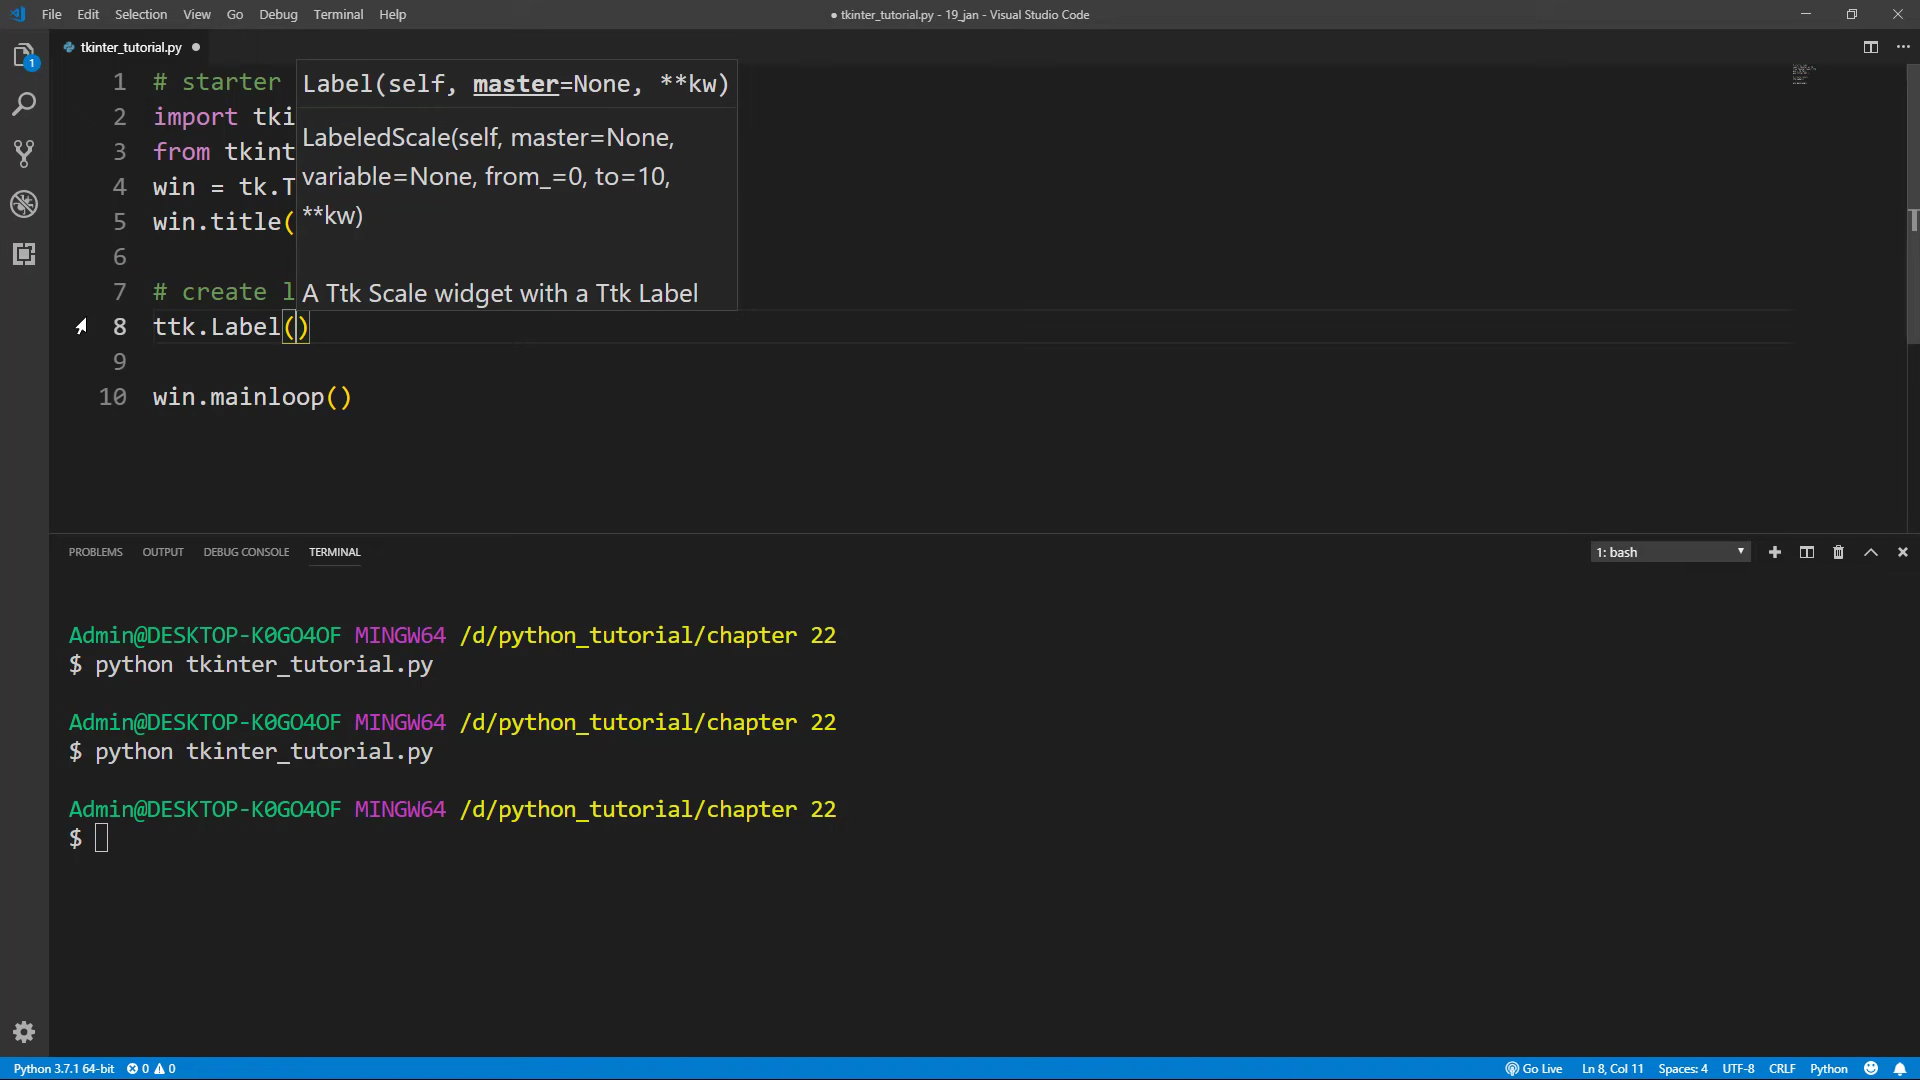 File Edit Selection View Go Debug Terminal Help
● tkinter_tutorial.py - 19_jan - Visual Studio Code
tkinter_tutorial.py ●
1
1 # starter
2 import tki
3 from tkint
4 win = tk.T
5 win.title(
6
7 # create l
8 ttk.Label()
9
10 win.mainloop()
Label(self, master=None, **kw)
LabeledScale(self, master=None,
variable=None, from_=0, to=10,
**kw)
A Ttk Scale widget with a Ttk Label
PROBLEMS OUTPUT DEBUG CONSOLE TERMINAL
1: bash
Admin@DESKTOP-K0GO4OF MINGW64 /d/python_tutorial/chapter 22
$ python tkinter_tutorial.py
Admin@DESKTOP-K0GO4OF MINGW64 /d/python_tutorial/chapter 22
$ python tkinter_tutorial.py
Admin@DESKTOP-K0GO4OF MINGW64 /d/python_tutorial/chapter 22
$
Python 3.7.1 64-bit 0 0
Go Live Ln 8, Col 11 Spaces: 4 UTF-8 CRLF Python